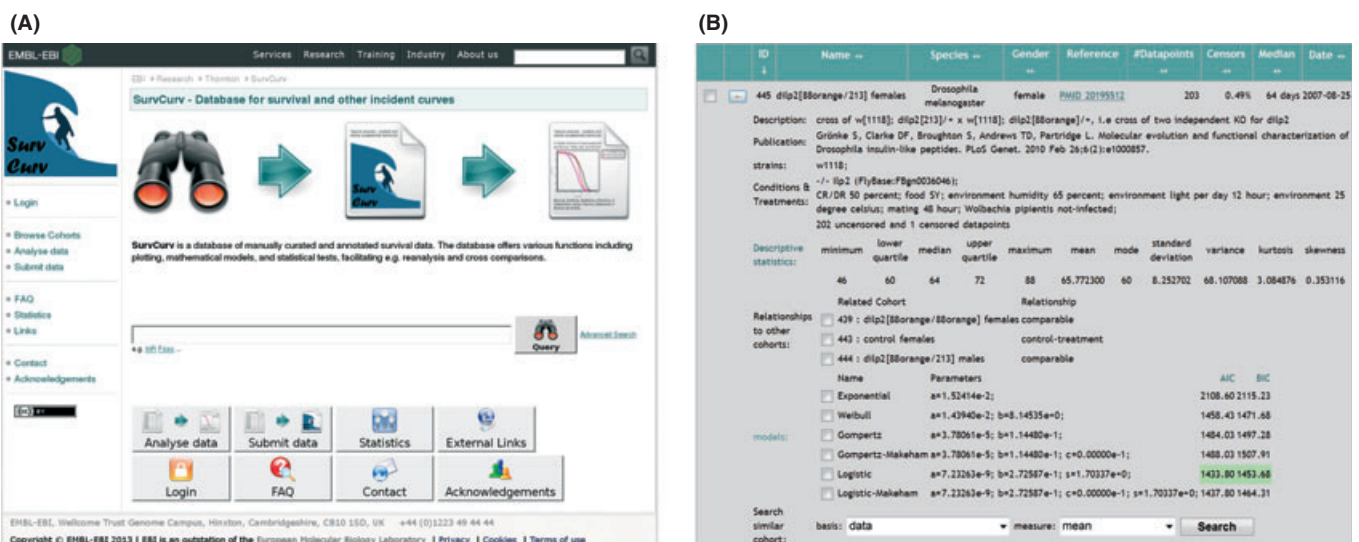 (A)
EMBL-EBI
Services Research Training Industry About us
EBI > Research > Thornton > SurvCurv
SurvCurv - Database for survival and other incident curves
Surv
Curv
Surv
Curv
Login
Browse Cohorts
Analyse data
Submit data
FAQ
Statistics
Links
Contact
Acknowledgements
(cc) BY
SurvCurv is a database of manually curated and annotated survival data. The database offers various functions including
plotting, mathematical models, and statistical tests, facilitating e.g. reanalysis and cross comparisons.
Query
Advanced Search
Analyse data
Submit data
Statistics
External Links
Login
FAQ
Contact
Acknowledgements
EMBL-EBI, Wellcome Trust Genome Campus, Hinxton, Cambridgeshire, CB10 1SD, UK +44 (0)1223 49 44 44
Copyright © EMBL-EBI 2013 | EBI is an outstation of the European Molecular Biology Laboratory | Privacy | Cookies | Terms of use
(B)
ID Name Species Gender Reference #Datapoints Censors Median Date
445 dilp2[88orange/213] females Drosophila melanogaster female PMID 20195512 203 0.49% 64 days 2007-08-25
Description: cross of w[1118]; dilp2[213]/+ x w[1118]; dilp2[88orange]/+, i.e cross of two independent KO for dilp2
Publication: Grönke S, Clarke DF, Broughton S, Andrews TD, Partridge L. Molecular evolution and functional characterization of
Drosophila insulin-like peptides. PLoS Genet. 2010 Feb 26;6(2):e1000857.
strains: w1118;
Conditions & Treatments: -/- Ilp2 (FlyBase:FBgn0036046);
CR/DR 50 percent; food SY; environment humidity 65 percent; environment light per day 12 hour; environment 25
degree celsius; mating 48 hour; Wolbachia pipientis not-infected;
202 uncensored and 1 censored datapoints
Descriptive statistics: minimum lower quartile median upper quartile maximum mean mode standard deviation variance kurtosis skewness
46 60 64 72 88 65.772300 60 8.252702 68.107088 3.084876 0.353116
Related Cohort Relationship
Relationships to other cohorts:
439 : dilp2[88orange/88orange] females comparable
443 : control females control-treatment
444 : dilp2[88orange/213] males comparable
Name Parameters AIC BIC
Exponential a=1.52414e-2; 2108.60 2115.23
Weibull a=1.43940e-2; b=8.14535e+0; 1458.43 1471.68
models: Gompertz a=3.78061e-5; b=1.14480e-1; 1484.03 1497.28
Gompertz-Makeham a=3.78061e-5; b=1.14480e-1; c=0.00000e-1; 1488.03 1507.91
Logistic a=7.23263e-9; b=2.72587e-1; s=1.70337e+0; 1433.80 1453.68
Logistic-Makeham a=7.23263e-9; b=2.72587e-1; c=0.00000e-1; s=1.70337e+0; 1437.80 1464.31
Search similar cohort: basis: data measure: mean Search